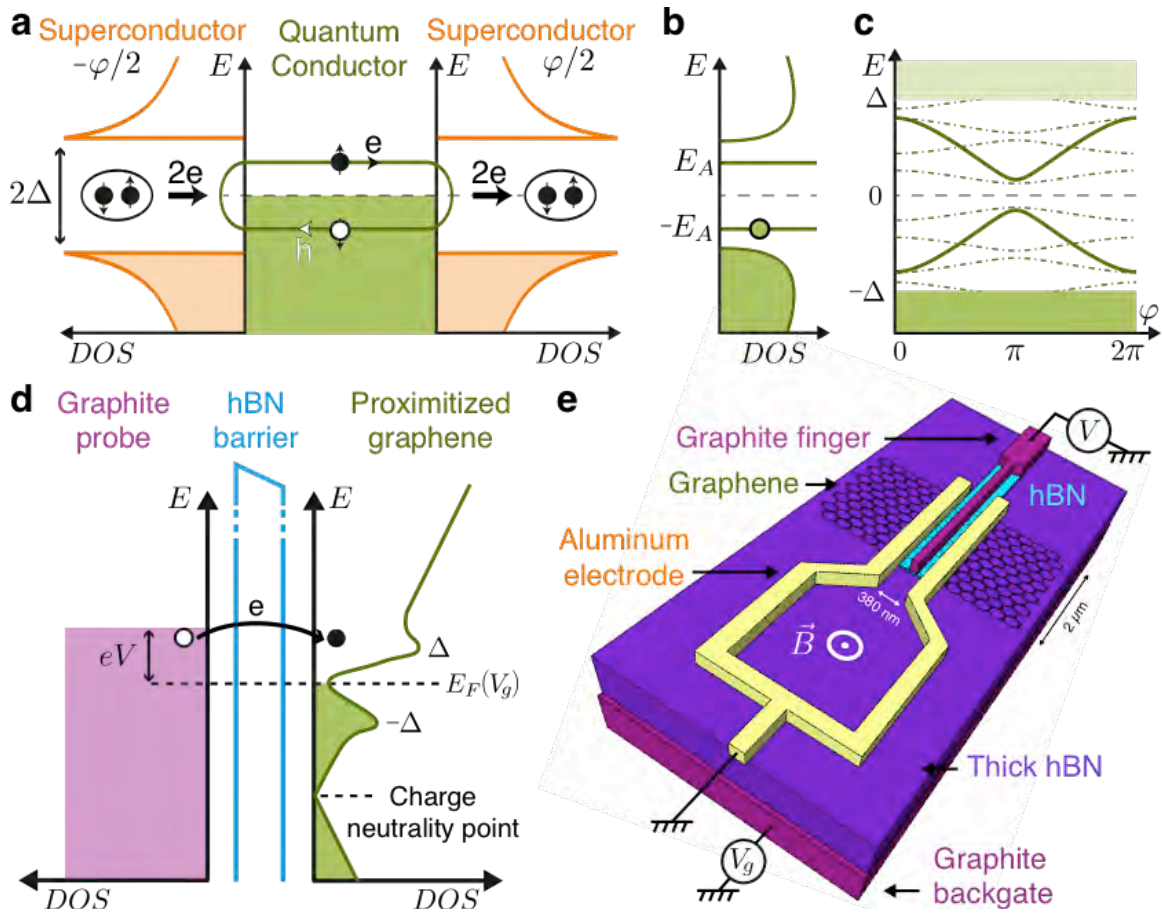 a
Superconductor
−φ/2
E
Quantum
Conductor
Superconductor
E
φ/2
2Δ
2e
e
h
2e
DOS
DOS
b
E
E_A
−E_A
DOS
c
E
Δ
0
−Δ
φ
0
π
2π
d
Graphite
probe
hBN
barrier
Proximitized
graphene
E
E
e
eV
Δ
E_F(V_g)
−Δ
Charge
neutrality point
DOS
DOS
e
Graphite finger
V
Graphene
hBN
Aluminum
electrode
380 nm
2 μm
B⃗
Thick hBN
V_g
Graphite
backgate